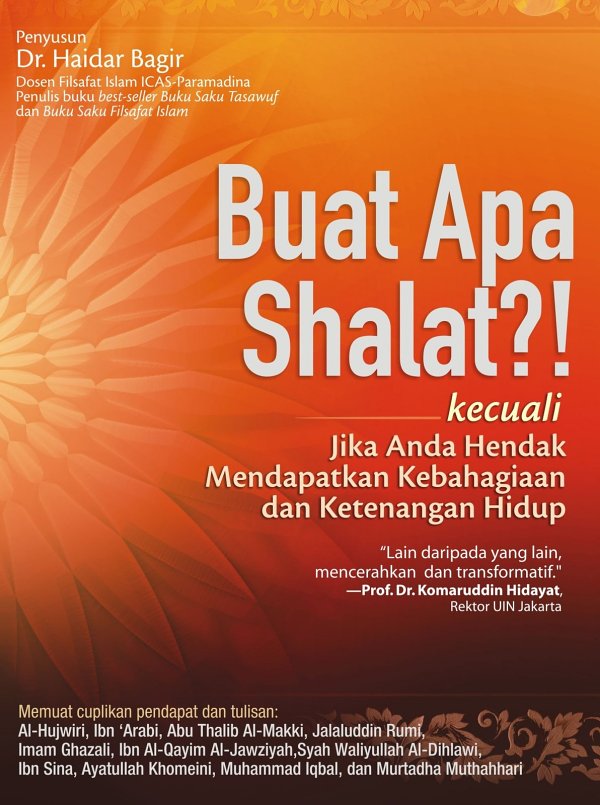 Penyusun
Dr. Haidar Bagir
Dosen Filsafat Islam ICAS-Paramadina
Penulis buku best-seller Buku Saku Tasawuf
dan Buku Saku Filsafat Islam
Buat Apa
Shalat?!
kecuali
Jika Anda Hendak
Mendapatkan Kebahagiaan
dan Ketenangan Hidup
“Lain daripada yang lain,
mencerahkan dan transformatif."
—Prof. Dr. Komaruddin Hidayat,
Rektor UIN Jakarta
Memuat cuplikan pendapat dan tulisan:
Al-Hujwiri, Ibn ‘Arabi, Abu Thalib Al-Makki, Jalaluddin Rumi,
Imam Ghazali, Ibn Al-Qayim Al-Jawziyah,Syah Waliyullah Al-Dihlawi,
Ibn Sina, Ayatullah Khomeini, Muhammad Iqbal, dan Murtadha Muthahhari